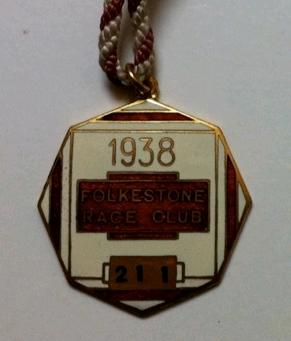 1938
FOLKESTONE
RACE CLUB
211